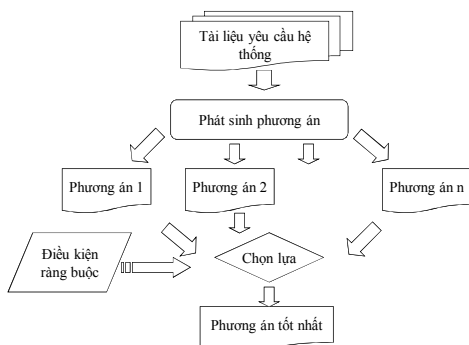 Tài liệu yêu cầu hệ
thống
Phát sinh phương án
Phương án 1
Phương án 2
Phương án n
Điều kiện
ràng buộc
Chọn lựa
Phương án tốt nhất